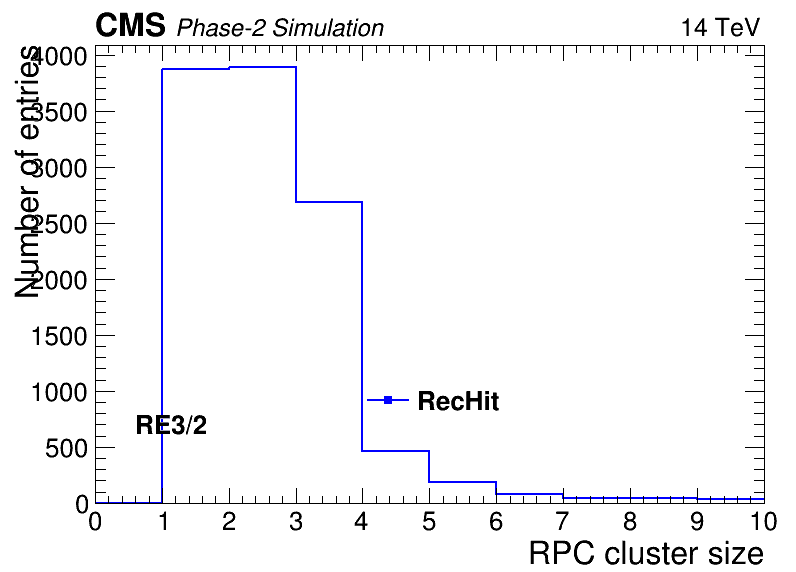 CMS Phase-2 Simulation 14 TeV
Number of entries
4000
3500
3000
2500
2000
1500
1000
500
0
RecHit
RE3/2
0 1 2 3 4 5 6 7 8 9 10
RPC cluster size